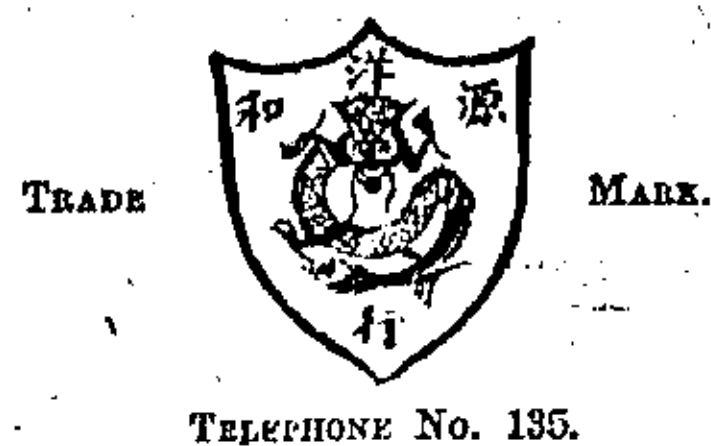 洋
和 源
TRADE MARK.
行
TELEPHONE No. 135.